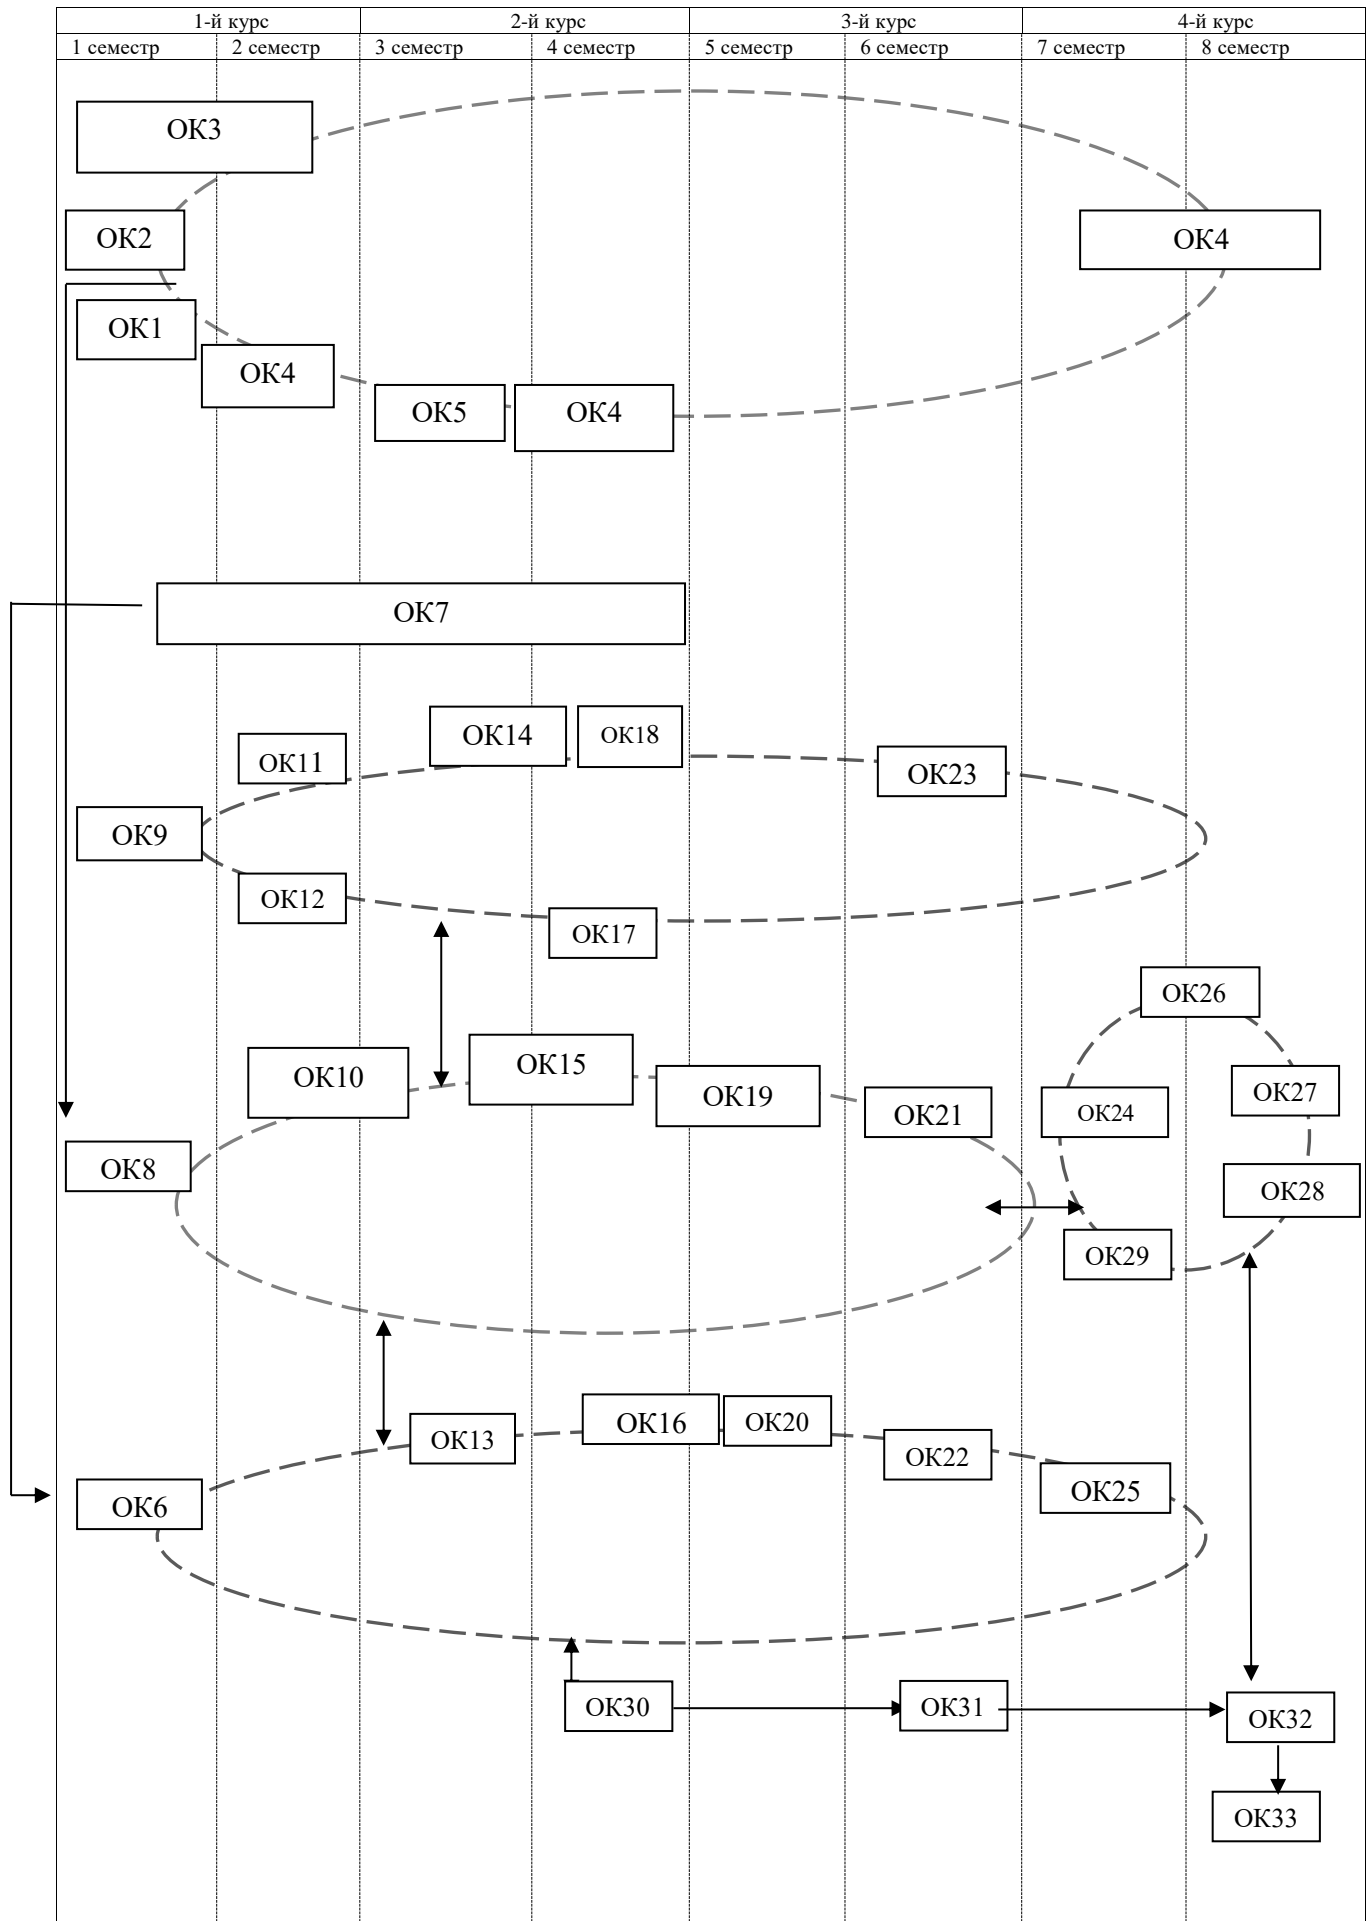 1-й курс 2-й курс 3-й курс 4-й курс
1 семестр 2 семестр 3 семестр 4 семестр 5 семестр 6 семестр 7 семестр 8 семестр
ОК3
ОК2
ОК4
ОК1
ОК4
ОК5
ОК4
ОК7
ОК14
ОК18
ОК11
ОК23
ОК9
ОК12
ОК17
ОК26
ОК10
ОК15
ОК19
ОК21
ОК24
ОК27
ОК8
ОК28
ОК29
ОК13
ОК16
ОК20
ОК22
ОК25
ОК6
ОК30
ОК31
ОК32
ОК33